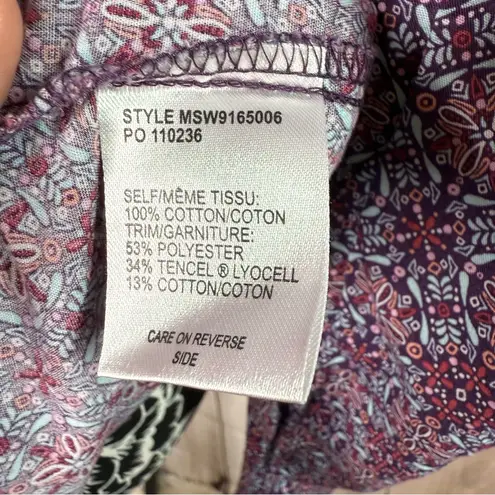 STYLE MSW9165006
PO 110236
SELF/MÊME TISSU:
100% COTTON/COTON
TRIM/GARNITURE:
53% POLYESTER
34% TENCEL ® LYOCELL
13% COTTON/COTON
CARE ON REVERSE
SIDE